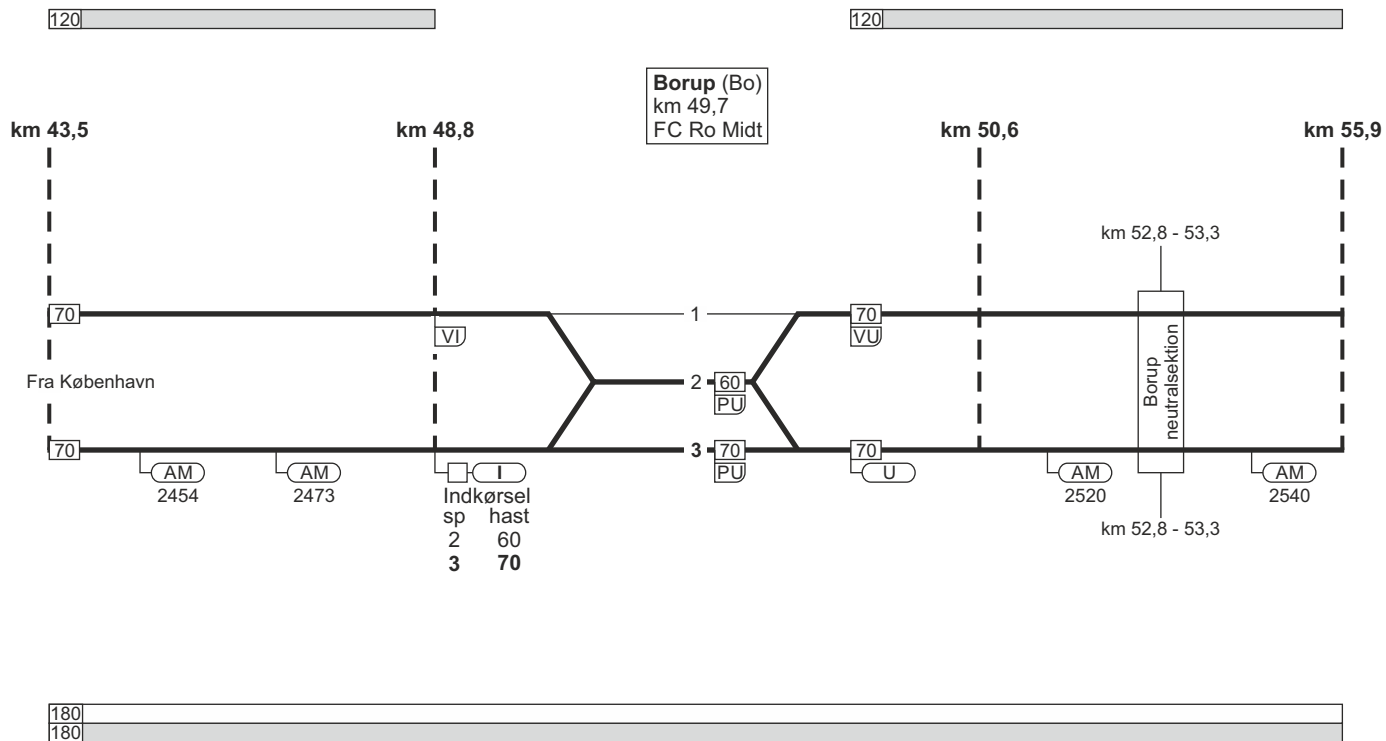 120
120
Borup (Bo)
km 49,7
FC Ro Midt
km 43,5
km 48,8
km 50,6
km 55,9
km 52,8 - 53,3
70
1
70
VI
VU
Borup
neutralsektion
Fra København
2
60
PU
70
3
70
70
PU
AM
2454
AM
2473
I
U
AM
2520
AM
2540
Indkørsel
sp hast
2 60
3 70
km 52,8 - 53,3
180
180